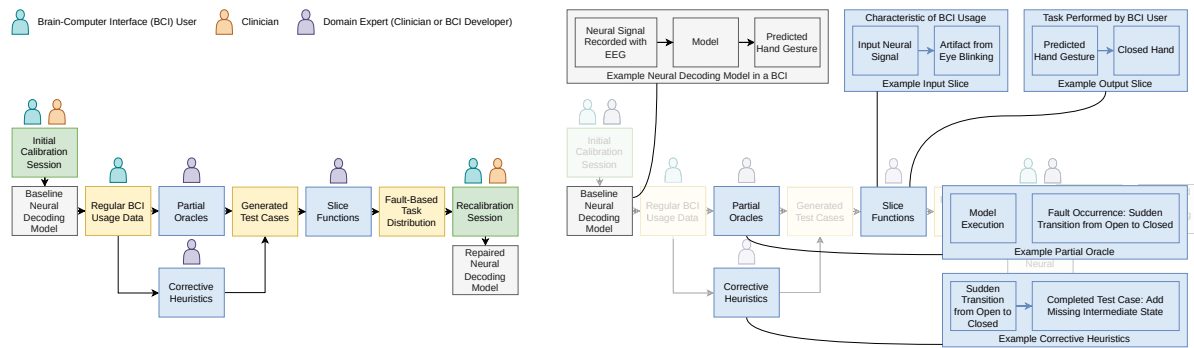 Brain-Computer Interface (BCI) User
Clinician
Domain Expert (Clinician or BCI Developer)
Initial
Calibration
Session
Baseline
Neural
Decoding
Model
Regular BCI
Usage Data
Partial
Oracles
Generated
Test Cases
Slice
Functions
Fault-Based
Task
Distribution
Recalibration
Session
Repaired
Neural
Decoding
Model
Corrective
Heuristics
Neural Signal
Recorded with
EEG
Model
Predicted
Hand Gesture
Example Neural Decoding Model in a BCI
Characteristic of BCI Usage
Input Neural
Signal
Artifact from
Eye Blinking
Example Input Slice
Task Performed by BCI User
Predicted
Hand Gesture
Closed Hand
Example Output Slice
Initial
Calibration
Session
Baseline
Neural
Decoding
Model
Regular BCI
Usage Data
Partial
Oracles
Generated
Test Cases
Slice
Functions
Model
Execution
Fault Occurrence: Sudden
Transition from Open to Closed
Example Partial Oracle
Neural
Corrective
Heuristics
Sudden
Transition
from Open to
Closed
Completed Test Case: Add
Missing Intermediate State
Example Corrective Heuristics